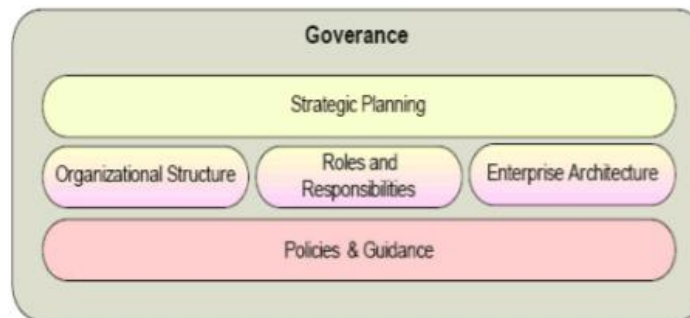 Goverance
Strategic Planning
Organizational Structure
Roles and
Responsibilities
Enterprise Architecture
Policies & Guidance